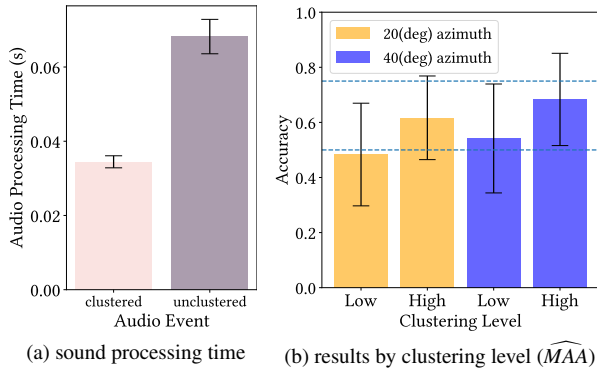 Audio Processing Time (s)
0.06
0.04
0.02
0.00
clustered unclustered
Audio Event
(a) sound processing time
1.0
0.8
0.6
0.4
0.2
0.0
Accuracy
20(deg) azimuth
40(deg) azimuth
Low High Low High
Clustering Level
(b) results by clustering level (\widehat{MAA})